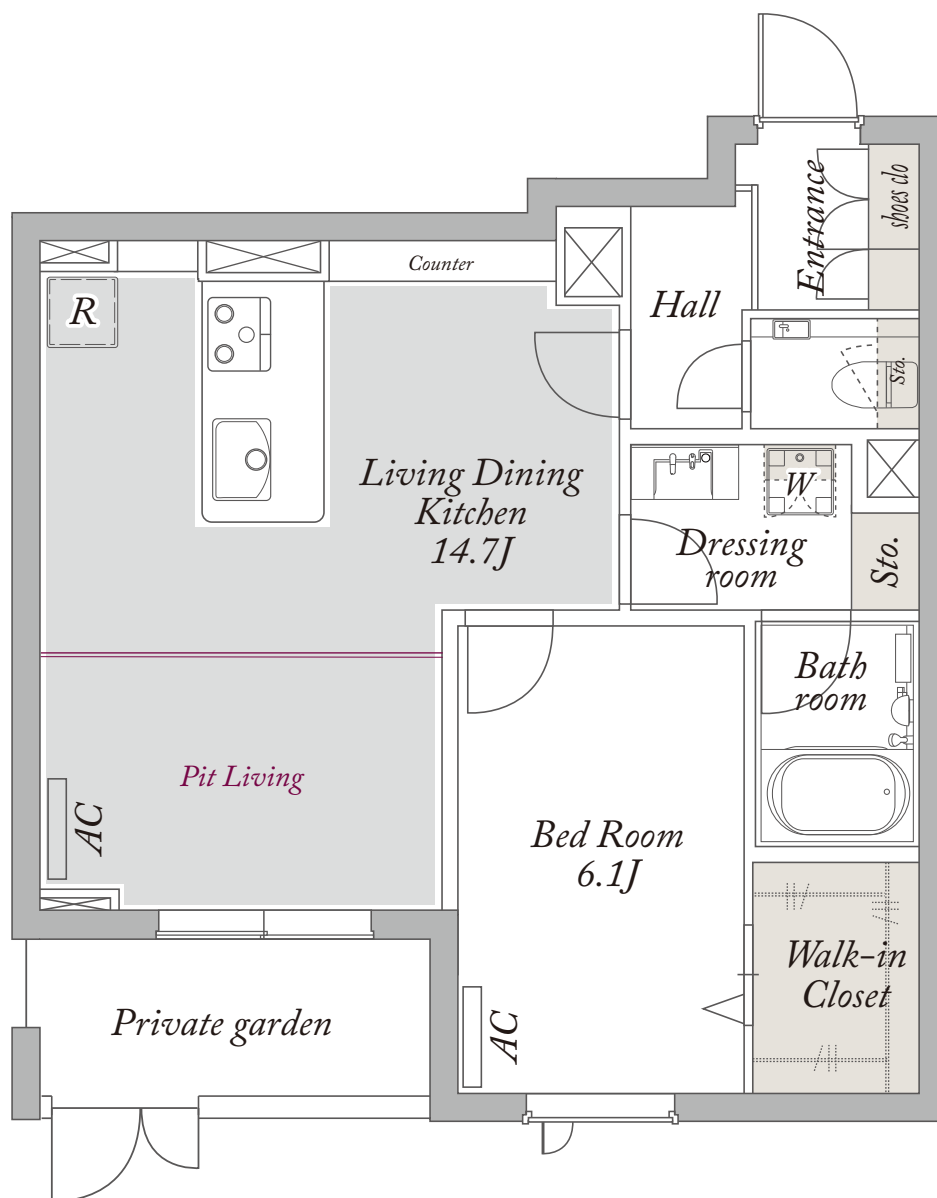 Entrance
shoes clo
Counter
R
Hall
Sto.
Living Dining
Kitchen
14.7J
W
Dressing
room
Sto.
Bath
room
Pit Living
AC
Bed Room
6.1J
Walk-in
Closet
Private garden
AC